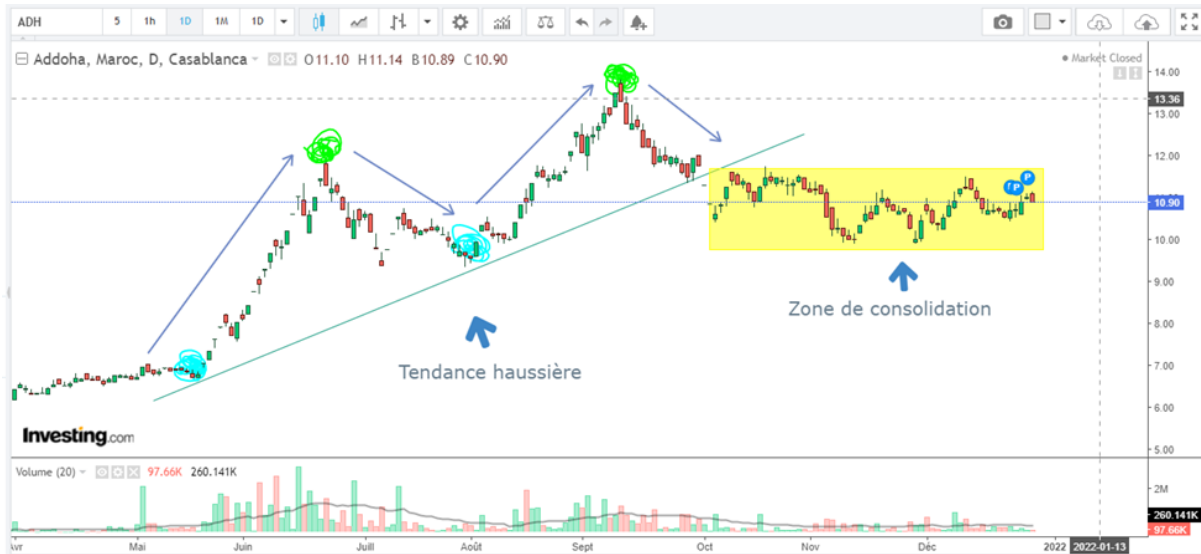 ADH 5 1h 1D 1M 1D
Addoha, Maroc, D, Casablanca O11.10 H11.14 B10.89 C10.90
Market Closed
14.00
13.36
13.00
12.00
10.90
10.00
9.00
8.00
7.00
6.00
5.00
P
P
Zone de consolidation
Tendance haussière
Investing.com
Volume (20) 97.66K 260.141K
2M
260.141K
97.66K
Mai Juin Juill Août Sept Oct Nov Déc 2022 2022-01-13